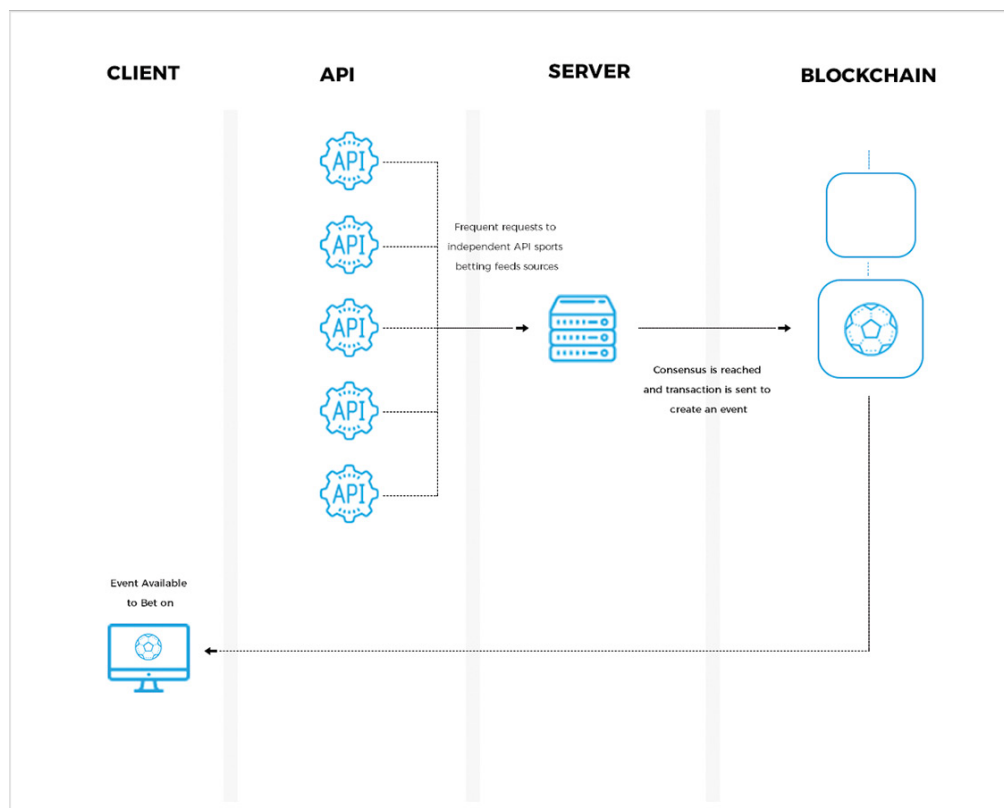 CLIENT
API
SERVER
BLOCKCHAIN
API
API
API
API
API
Frequent requests to
independent API sports
betting feeds sources
Consensus is reached
and transaction is sent to
create an event
Event Available
to Bet on